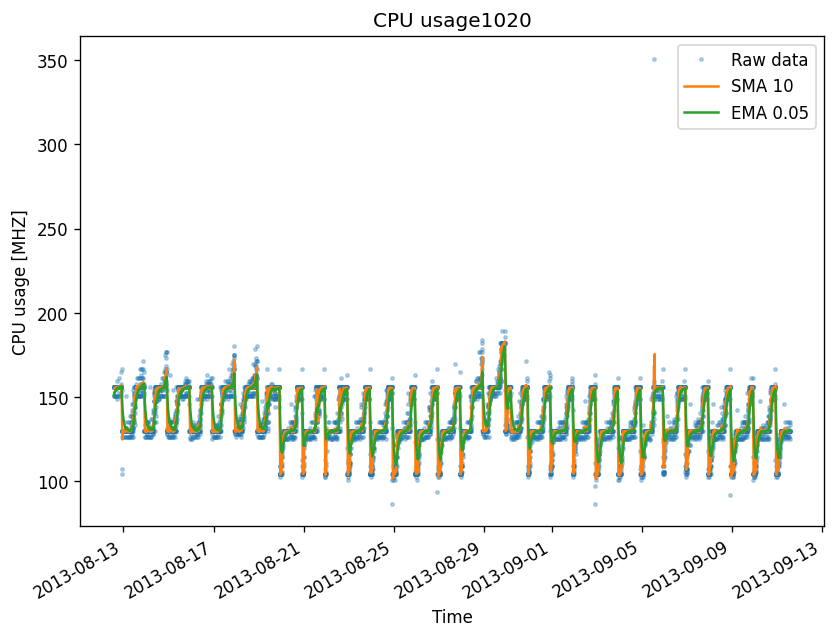 CPU usage1020
350
300
250
200
150
100
CPU usage [MHZ]
Raw data
SMA 10
EMA 0.05
2013-08-13
2013-08-17
2013-08-21
2013-08-25
2013-08-29
2013-09-01
2013-09-05
2013-09-09
2013-09-13
Time